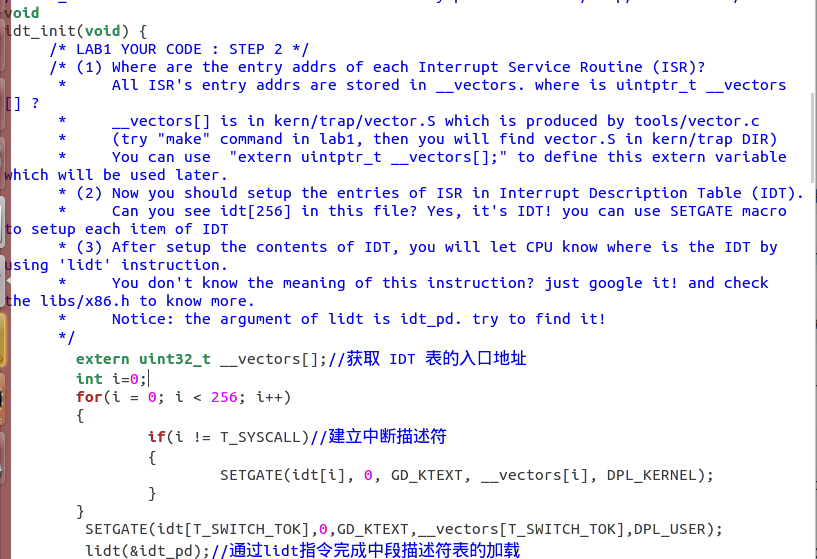 void
idt_init(void) {
/* LAB1 YOUR CODE : STEP 2 */
/* (1) Where are the entry addrs of each Interrupt Service Routine (ISR)?
* All ISR's entry addrs are stored in __vectors. where is uintptr_t __vectors
[] ?
* __vectors[] is in kern/trap/vector.S which is produced by tools/vector.c
* (try "make" command in lab1, then you will find vector.S in kern/trap DIR)
* You can use "extern uintptr_t __vectors[];" to define this extern variable
which will be used later.
* (2) Now you should setup the entries of ISR in Interrupt Description Table (IDT).
* Can you see idt[256] in this file? Yes, it's IDT! you can use SETGATE macro
to setup each item of IDT
* (3) After setup the contents of IDT, you will let CPU know where is the IDT by
using 'lidt' instruction.
* You don't know the meaning of this instruction? just google it! and check
the libs/x86.h to know more.
* Notice: the argument of lidt is idt_pd. try to find it!
*/
extern uint32_t __vectors[];//获取 IDT 表的入口地址
int i=0;
for(i = 0; i < 256; i++)
{
if(i != T_SYSCALL)//建立中断描述符
{
SETGATE(idt[i], 0, GD_KTEXT, __vectors[i], DPL_KERNEL);
}
}
SETGATE(idt[T_SWITCH_TOK],0,GD_KTEXT,__vectors[T_SWITCH_TOK],DPL_USER);
lidt(&idt_pd);//通过lidt指令完成中段描述符表的加载